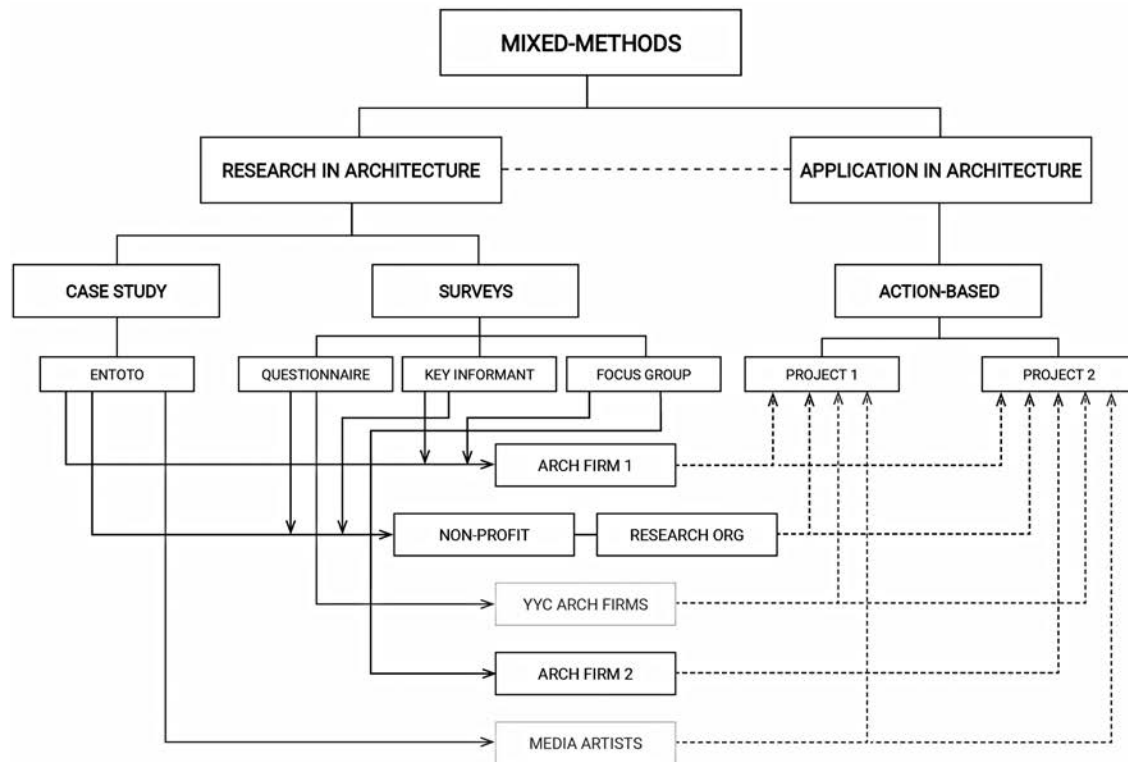 MIXED-METHODS
RESEARCH IN ARCHITECTURE
APPLICATION IN ARCHITECTURE
CASE STUDY
SURVEYS
ACTION-BASED
ENTOTO
QUESTIONNAIRE
KEY INFORMANT
FOCUS GROUP
PROJECT 1
PROJECT 2
ARCH FIRM 1
NON-PROFIT
RESEARCH ORG
YYC ARCH FIRMS
ARCH FIRM 2
MEDIA ARTISTS